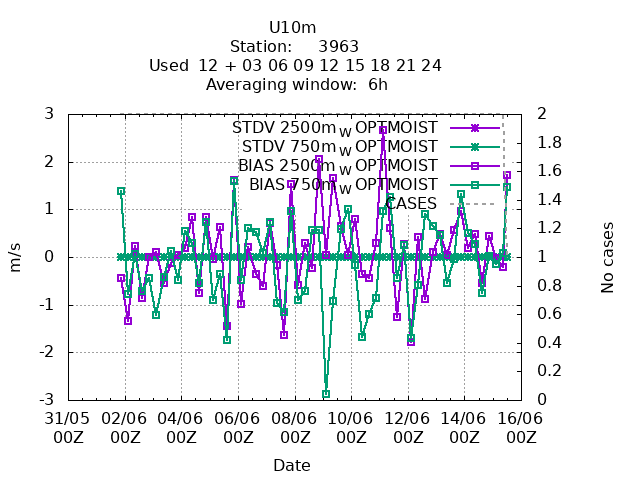 U10m
Station: 3963
Used 12 + 03 06 09 12 15 18 21 24
Averaging window: 6h
3
2
1
0
-1
-2
-3
m/s
2
1.8
1.6
1.4
1.2
1
0.8
0.6
0.4
0.2
0
No cases
STDV 2500m_W OPTMOIST
STDV 750m_W OPTMOIST
BIAS 2500m_W OPTMOIST
BIAS 750m_W OPTMOIST
CASES
31/05 02/06 04/06 06/06 08/06 10/06 12/06 14/06 16/06
00Z 00Z 00Z 00Z 00Z 00Z 00Z 00Z 00Z
Date